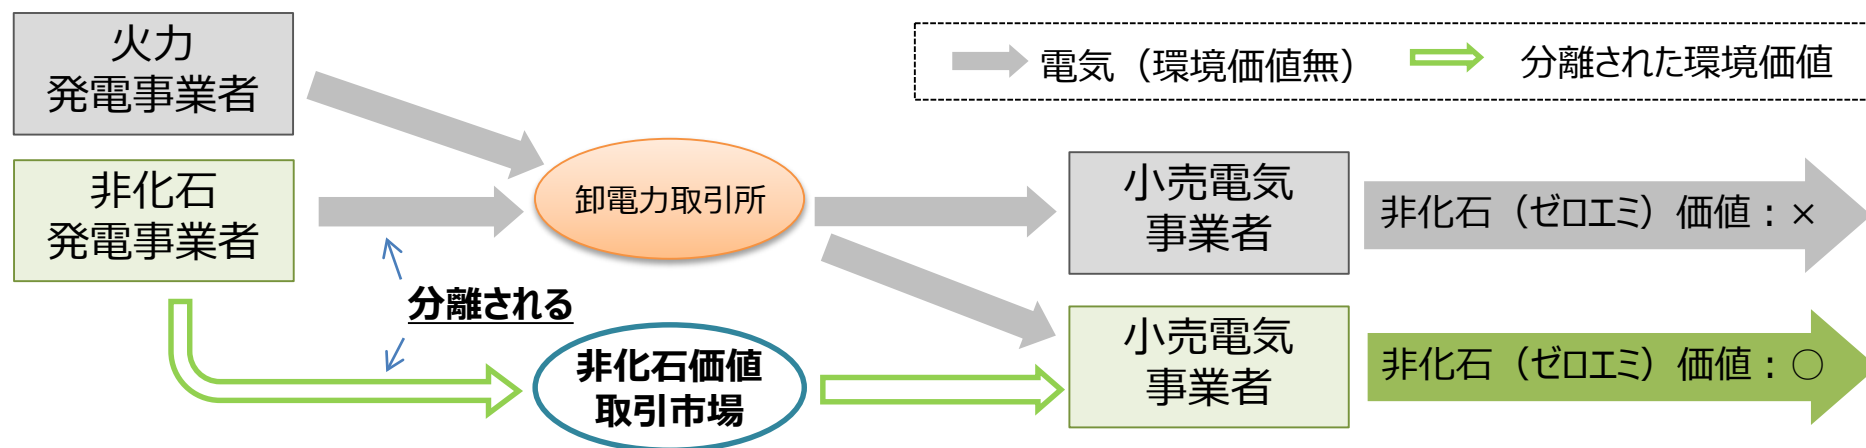 火力
発電事業者
電気（環境価値無）
分離された環境価値
非化石
発電事業者
卸電力取引所
小売電気
事業者
非化石（ゼロエミ）価値：×
分離される
非化石価値
取引市場
小売電気
事業者
非化石（ゼロエミ）価値：○